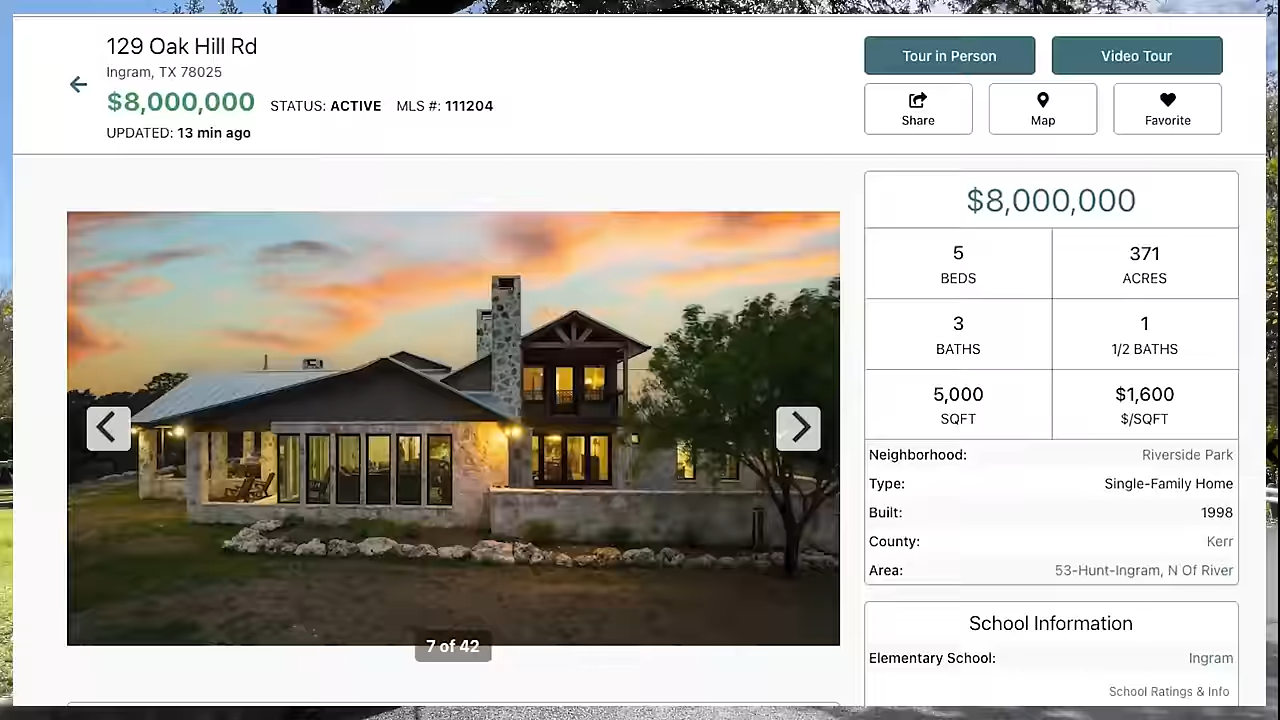 129 Oak Hill Rd
Ingram, TX 78025
$8,000,000 STATUS: ACTIVE MLS #: 111204
UPDATED: 13 min ago
Tour in Person
Video Tour
Share
Map
Favorite
7 of 42
$8,000,000
5
BEDS
371
ACRES
3
BATHS
1
1/2 BATHS
5,000
SQFT
$1,600
$/SQFT
Neighborhood: Riverside Park
Type: Single-Family Home
Built: 1998
County: Kerr
Area: 53-Hunt-Ingram, N Of River
School Information
Elementary School: Ingram
School Ratings & Info